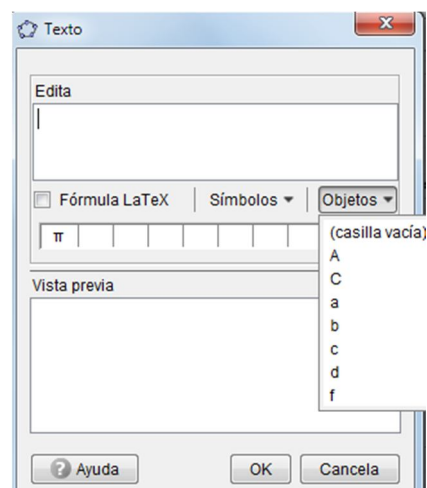 Texto
Edita
Fórmula LaTeX
Símbolos
Objetos
π
(casilla vacía)
A
C
a
b
c
d
f
Vista previa
Ayuda
OK
Cancela